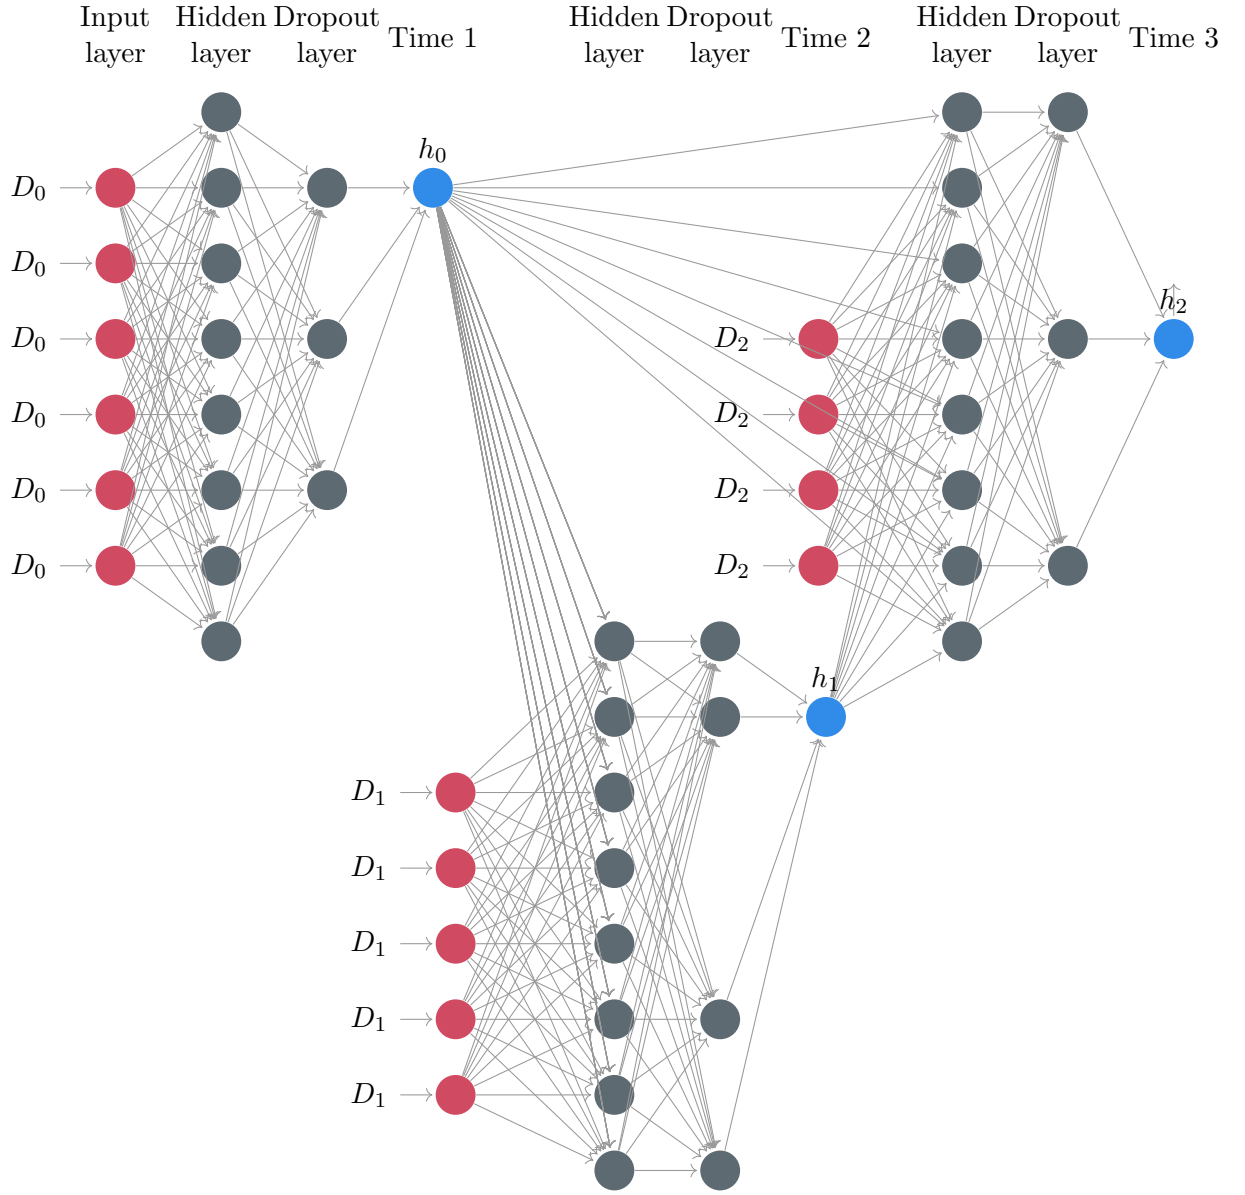 Input
layer
Hidden
layer
Dropout
layer
Time 1
Hidden
layer
Dropout
layer
Time 2
Hidden
layer
Dropout
layer
Time 3
h₀
D₀
D₀
D₀
D₀
D₀
D₀
D₂
D₂
D₂
D₂
h₂
h₁
D₁
D₁
D₁
D₁
D₁